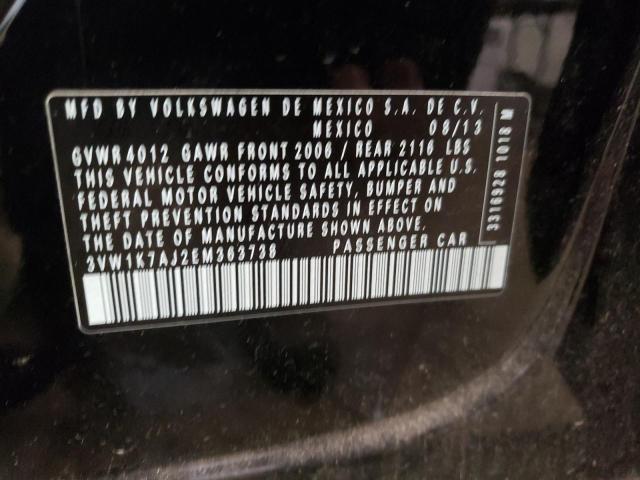 MFD BY VOLKSWAGEN DE MEXICO S.A. DE C.V.
MEXICO 08/13
GVWR 4012 GAWR FRONT 2006 / REAR 2116 LBS
THIS VEHICLE CONFORMS TO ALL APPLICABLE U.S.
FEDERAL MOTOR VEHICLE SAFETY, BUMPER AND
THEFT PREVENTION STANDARDS IN EFFECT ON
THE DATE OF MANUFACTURE SHOWN ABOVE.
3VW1K7AJ2EM363738 PASSENGER CAR
3316928 1018 M